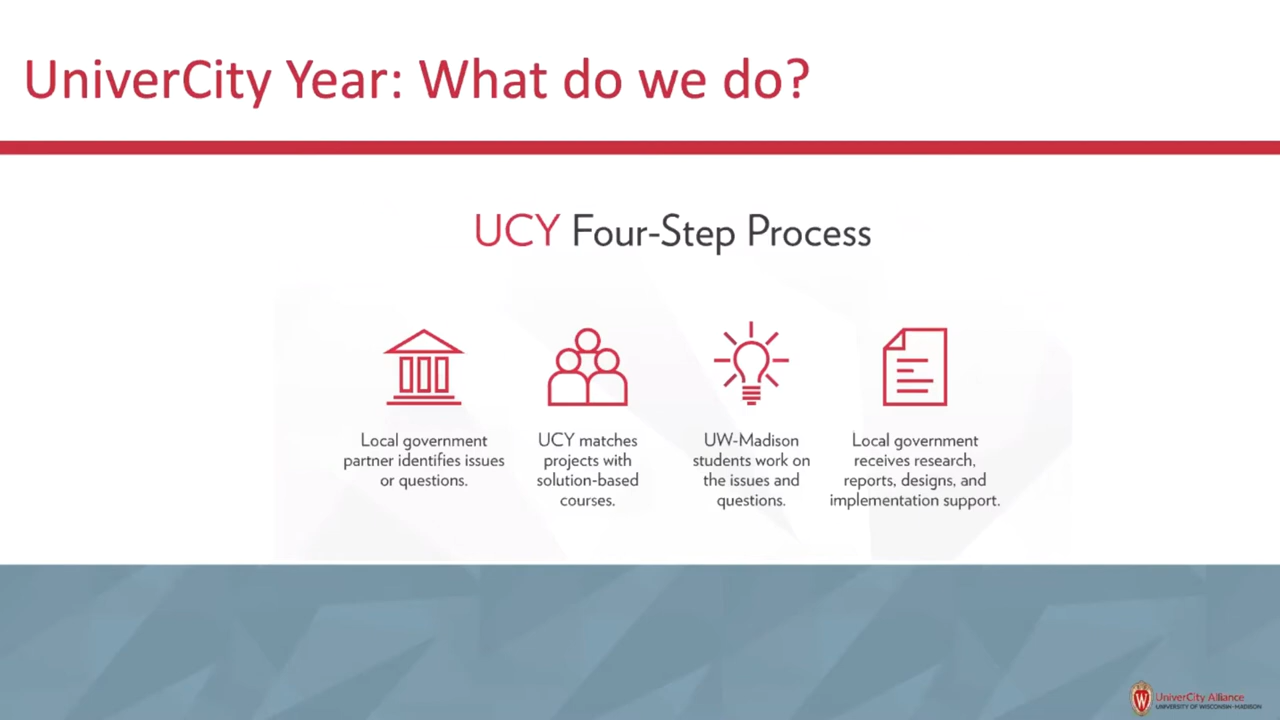 UniverCity Year: What do we do?
UCY Four-Step Process
Local government
partner identifies issues
or questions.
UCY matches
projects with
solution-based
courses.
UW-Madison
students work on
the issues and
questions.
Local government
receives research,
reports, designs, and
implementation support.
W
UniverCity Alliance
UNIVERSITY OF WISCONSIN–MADISON